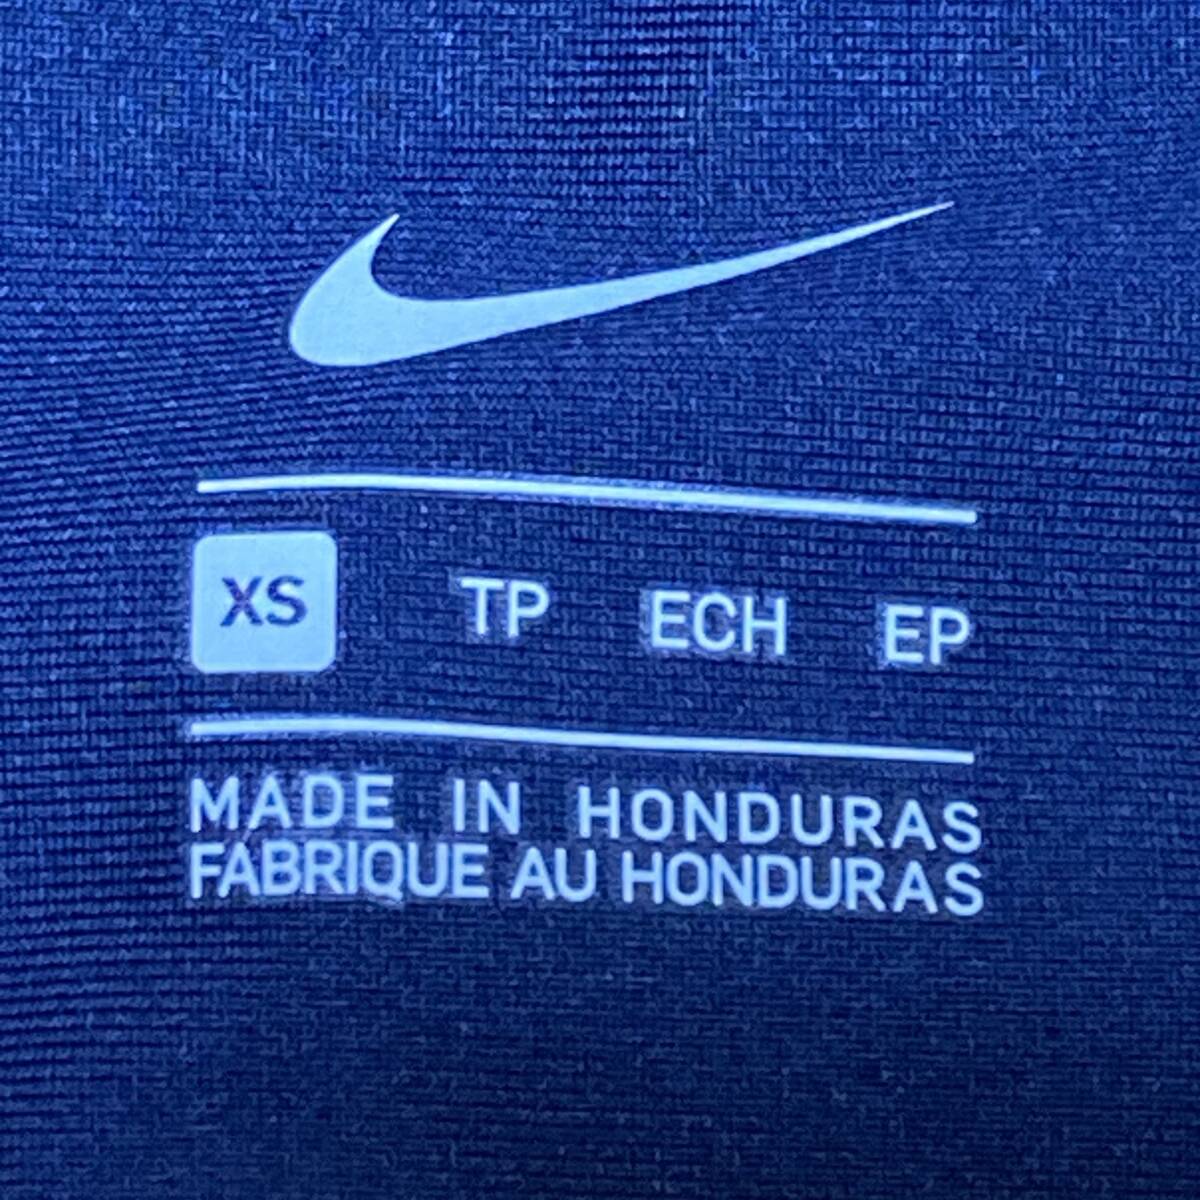 XS TP ECH EP
MADE IN HONDURAS
FABRIQUE AU HONDURAS